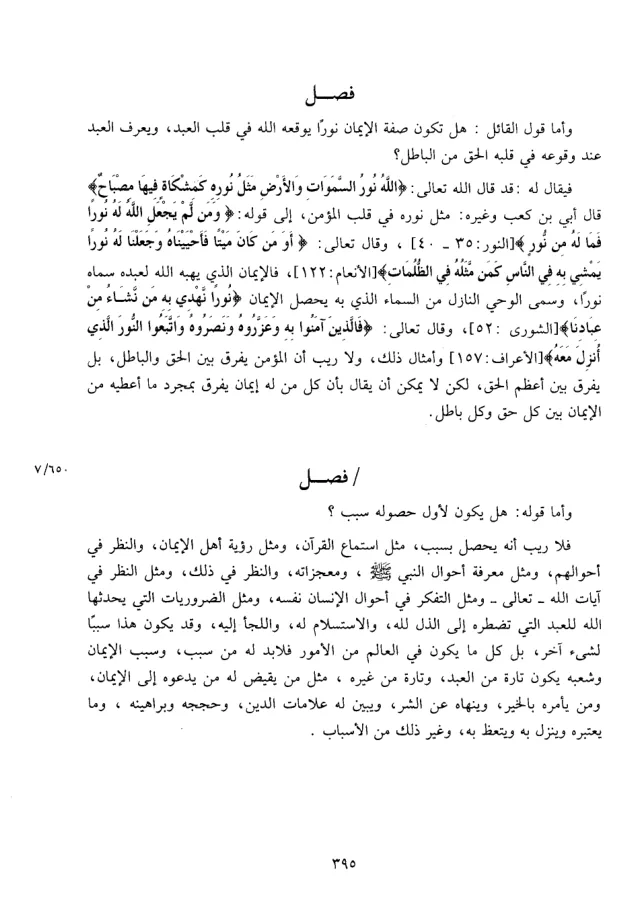 فصـــل
وأما قول القائل : هل تكون صفة الإيمان نورًا يوقعه الله في قلب العبد، ويعرف العبد
عند وقوعه في قلبه الحق من الباطل؟
فيقال له :قد قال الله تعالى: ﴿اللَّهُ نُورُ السَّمَوَاتِ وَالأَرْضِ مَثَلُ نُورِهِ كَمِشْكَاةٍ فِيهَا مِصْبَاحٌ﴾
قال أبي بن كعب وغيره: مثل نوره في قلب المؤمن، إلى قوله:﴿ وَمَن لَّمْ يَجْعَلِ اللَّهُ لَهُ نُورًا
فَمَا لَهُ مِن نُّورٍ ﴾[النور:٣٥ ـ ٤٠] ، وقال تعالى: ﴿ أَوَ مَن كَانَ مَيْتًا فَأَحْيَيْنَاهُ وَجَعَلْنَا لَهُ نُورًا
يَمْشِي بِهِ فِي النَّاسِ كَمَن مَّثَلُهُ فِي الظُّلُمَاتِ﴾[الأنعام:١٢٢]، فالإيمان الذي يهبه الله لعبده سماه
نورًا، وسمى الوحي النازل من السماء الذي به يحصل الإيمان ﴿نُورًا نَّهْدِي بِهِ مَن نَّشَاءُ مِنْ
عِبَادِنَا﴾[الشورى :٥٢]، وقال تعالى: ﴿فَالَّذِينَ آمَنُوا بِهِ وَعَزَّرُوهُ وَنَصَرُوهُ وَاتَّبَعُوا النُّورَ الَّذِي
أُنزِلَ مَعَهُ﴾[الأعراف:١٥٧] وأمثال ذلك، ولا ريب أن المؤمن يفرق بين الحق والباطل، بل
يفرق بين أعظم الحق، لكن لا يمكن أن يقال بأن كل من له إيمان يفرق بمجرد ما أعطيه من
الإيمان بين كل حق وكل باطل.
٧/٦٥٠
/ فصـــل
وأما قوله: هل يكون لأول حصوله سبب ؟
فلا ريب أنه يحصل بسبب، مثل استماع القرآن، ومثل رؤية أهل الإيمان، والنظر في
أحوالهم، ومثل معرفة أحوال النبي ﷺ ، ومعجزاته، والنظر في ذلك، ومثل النظر في
آيات الله ـ تعالى ـ ومثل التفكر في أحوال الإنسان نفسه، ومثل الضروريات التي يحدثها
الله للعبد التي تضطره إلى الذل لله، والاستسلام له، واللجأ إليه، وقد يكون هذا سببًا
لشيء آخر، بل كل ما يكون في العالم من الأمور فلابد له من سبب، وسبب الإيمان
وشعبه يكون تارة من العبد، وتارة من غيره ، مثل من يقيض له من يدعوه إلى الإيمان،
ومن يأمره بالخير، وينهاه عن الشر، ويبين له علامات الدين، وحججه وبراهينه ، وما
يعتبره وينزل به ويتعظ به، وغير ذلك من الأسباب .
٣٩٥